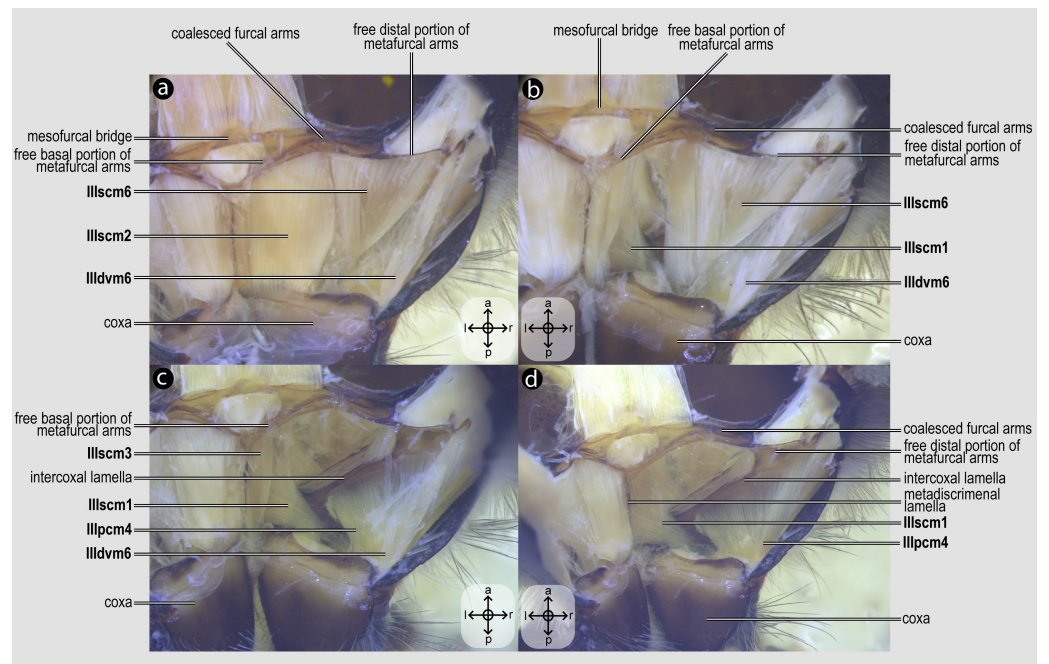 coalesced furcal arms
free distal portion of
metafurcal arms
mesofurcal bridge
free basal portion of
metafurcal arms
a
b
mesofurcal bridge
free basal portion of
metafurcal arms
IIIscm6
IIIscm2
IIIdvm6
coxa
coalesced furcal arms
free distal portion of
metafurcal arms
IIIscm6
IIIscm1
IIIdvm6
coxa
a
l r
p
a
l r
p
c
d
free basal portion of
metafurcal arms
IIIscm3
intercoxal lamella
IIIscm1
IIIpcm4
IIIdvm6
coxa
coalesced furcal arms
free distal portion of
metafurcal arms
intercoxal lamella
metadiscrimenal
lamella
IIIscm1
IIIpcm4
coxa
a
l r
p
a
l r
p